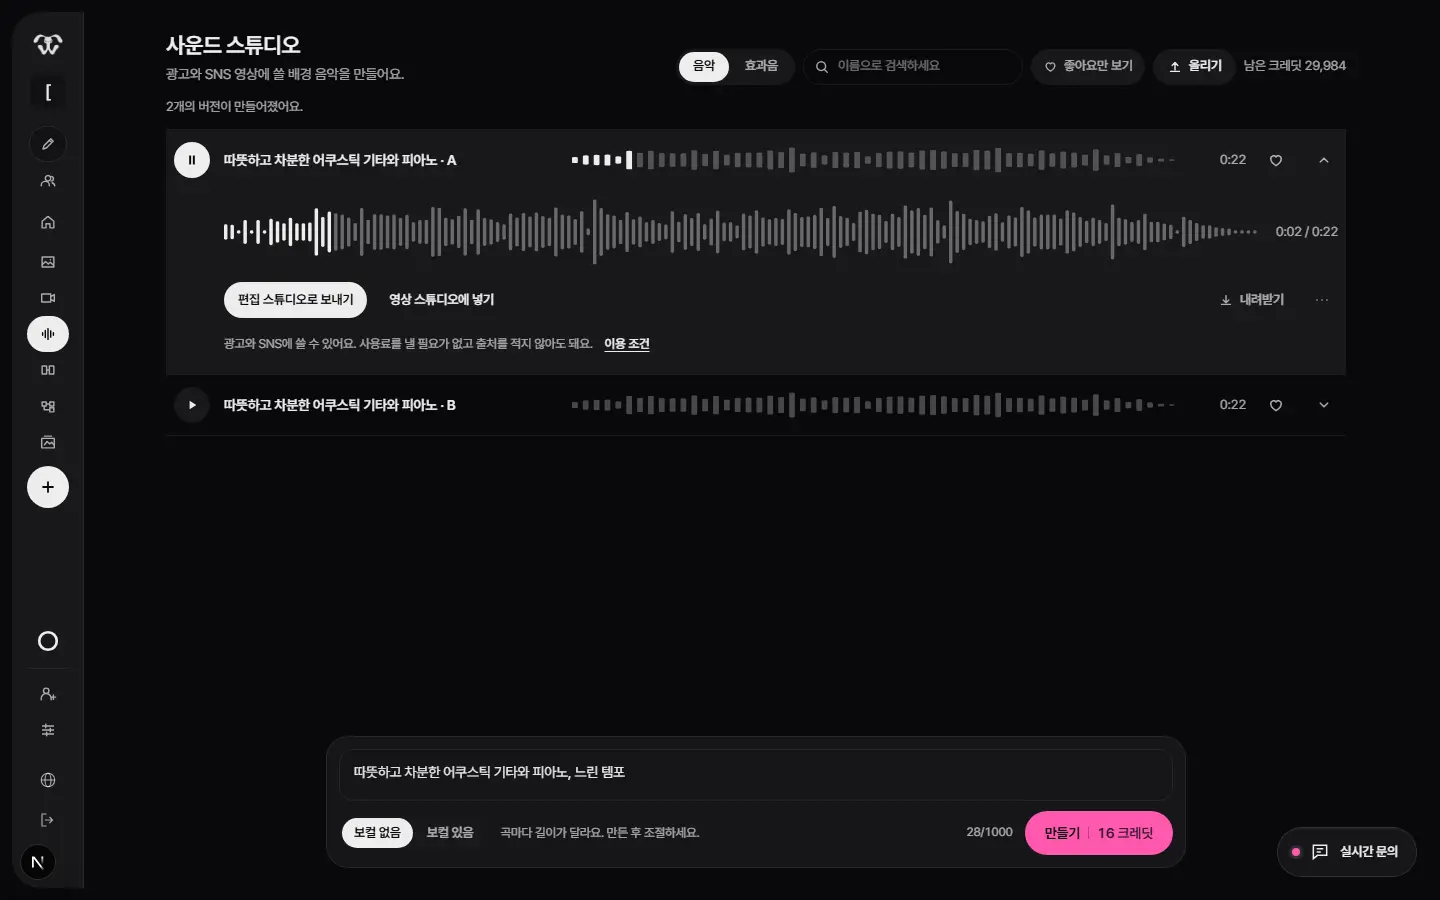 사운드 스튜디오
광고와 SNS 영상에 쓸 배경 음악을 만들어요.
음악
효과음
이름으로 검색하세요
좋아요만 보기
올리기
남은 크레딧 29,984
2개의 버전이 만들어졌어요.
[
따뜻하고 차분한 어쿠스틱 기타와 피아노 · A
0:22
0:02 / 0:22
편집 스튜디오로 보내기
영상 스튜디오에 넣기
내려받기
광고와 SNS에 쓸 수 있어요. 사용료를 낼 필요가 없고 출처를 적지 않아도 돼요. 이용 조건
따뜻하고 차분한 어쿠스틱 기타와 피아노 · B
0:22
따뜻하고 차분한 어쿠스틱 기타와 피아노, 느린 템포
보컬 없음
보컬 있음
곡마다 길이가 달라요. 만든 후 조절하세요.
28/1000
만들기 | 16 크레딧
실시간 문의
N